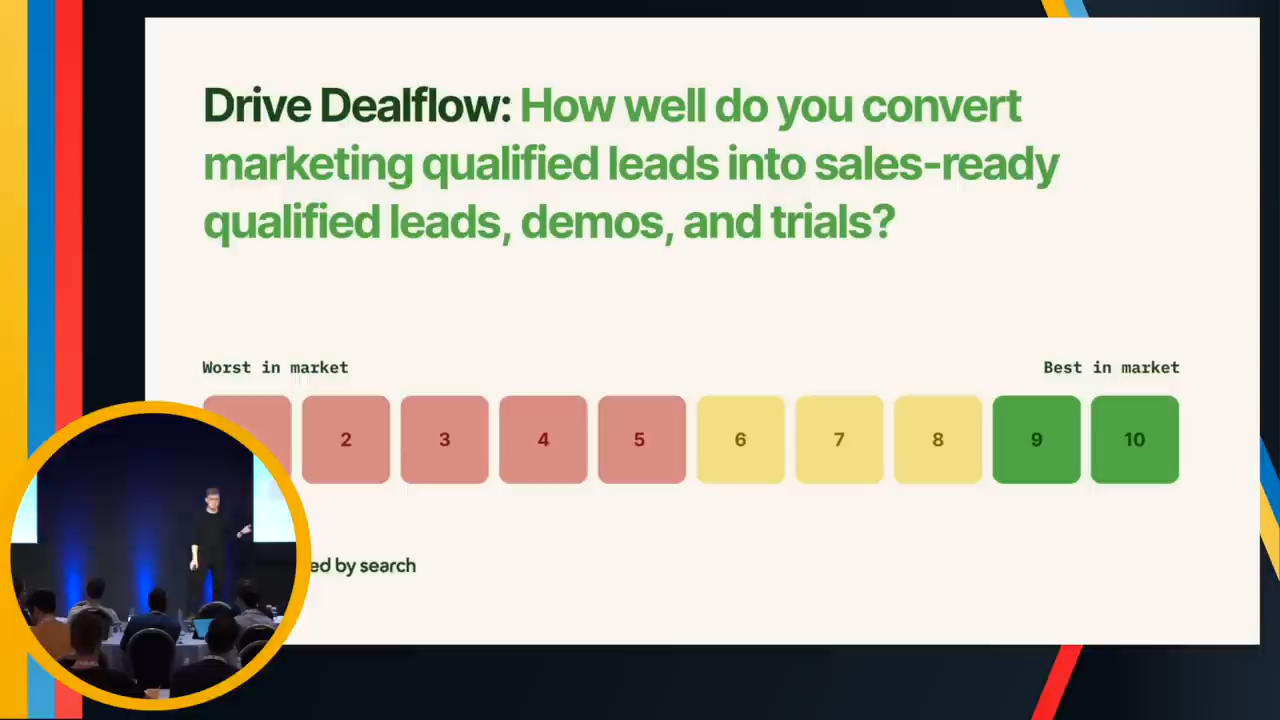 Drive Dealflow: How well do you convert
marketing qualified leads into sales-ready
qualified leads, demos, and trials?
Worst in market
Best in market
2 3 4 5 6 7 8 9 10
ed by search